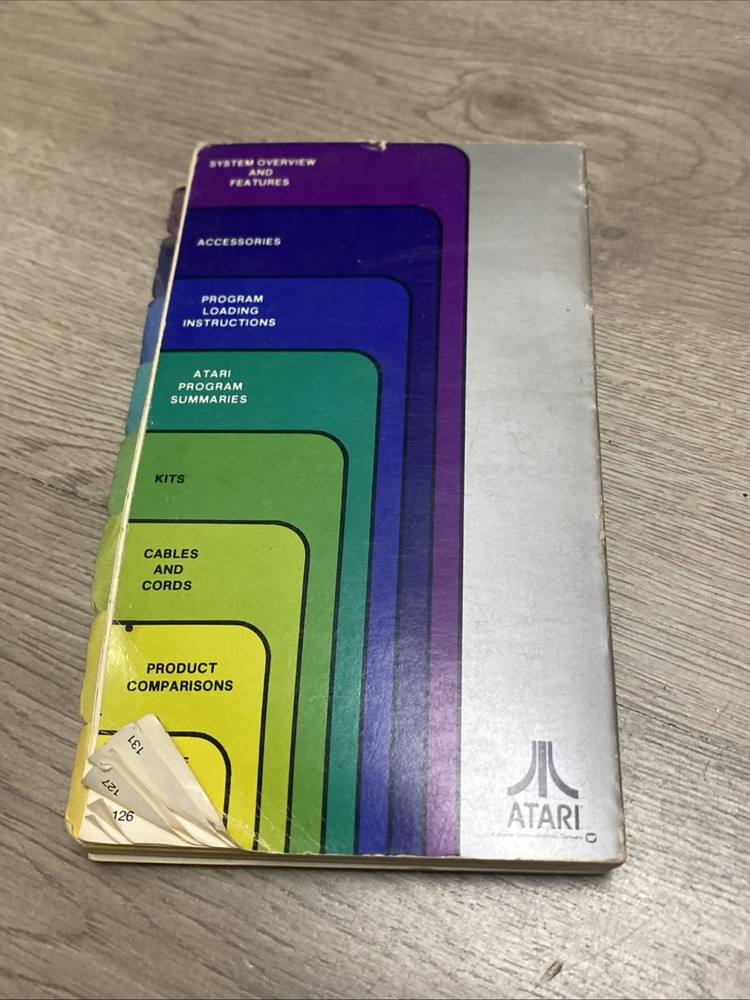 SYSTEM OVERVIEW
AND
FEATURES
ACCESSORIES
PROGRAM
LOADING
INSTRUCTIONS
ATARI
PROGRAM
SUMMARIES
KITS
CABLES
AND
CORDS
PRODUCT
COMPARISONS
131
127
126
ATARI